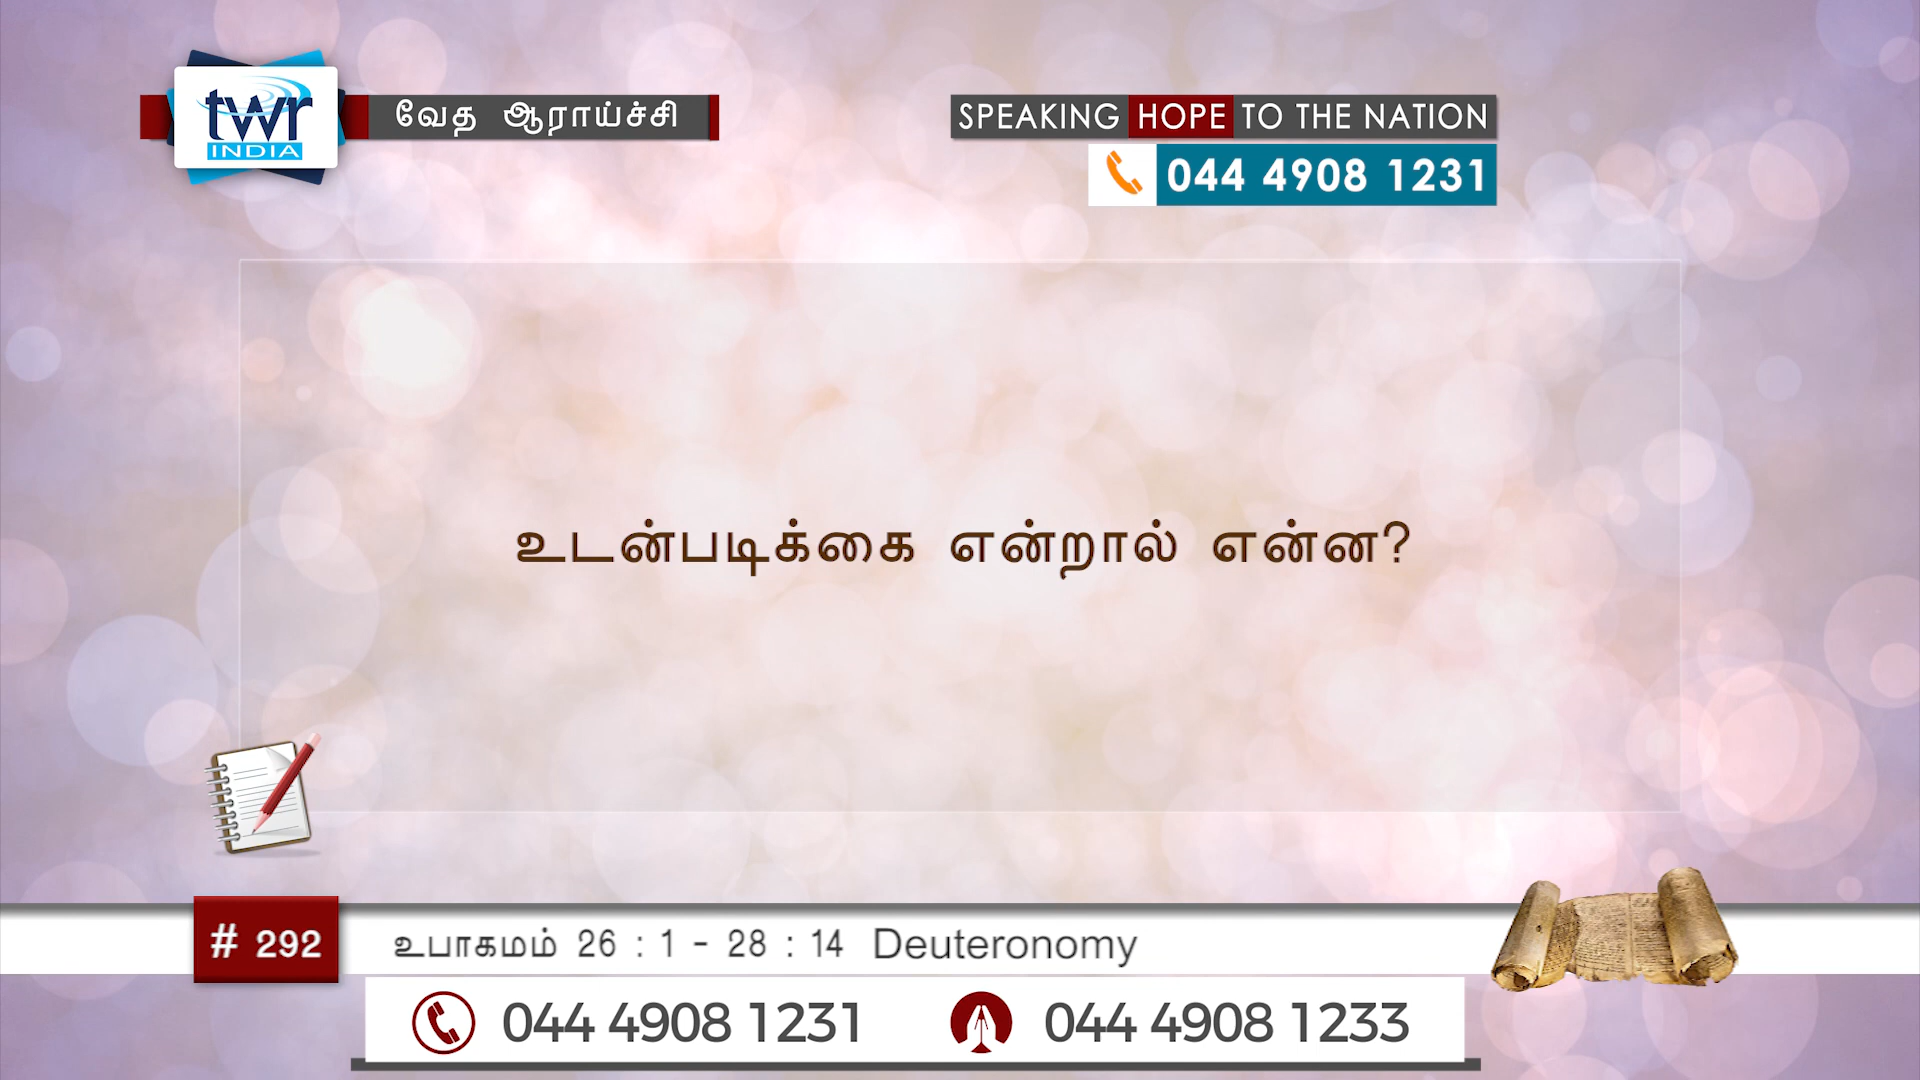 twr
INDIA
வேத ஆராய்ச்சி
SPEAKING HOPE TO THE NATION
044 4908 1231
உடன்படிக்கை என்றால் என்ன?
# 292
உபாகமம் 26 : 1 - 28 : 14 Deuteronomy
044 4908 1231
044 4908 1233